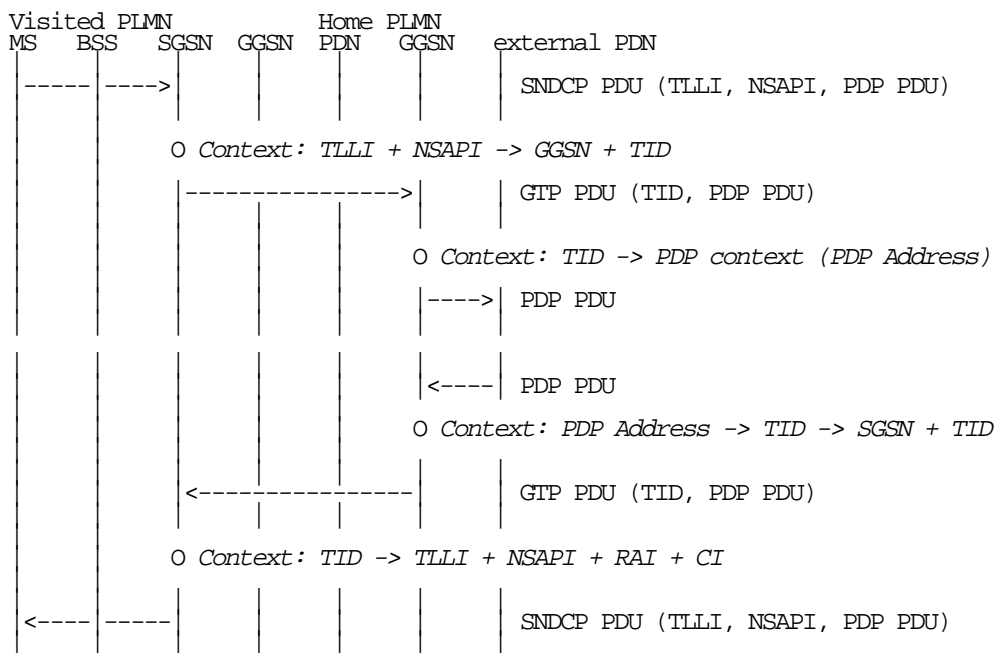 Visited PLMN Home PLMN
MS BSS SGSN GGSN PDN GGSN external PDN
SNDCP PDU (TLLI, NSAPI, PDP PDU)
O Context: TLLI + NSAPI -> GGSN + TID
GTP PDU (TID, PDP PDU)
O Context: TID -> PDP context (PDP Address)
PDP PDU
PDP PDU
O Context: PDP Address -> TID -> SGSN + TID
GTP PDU (TID, PDP PDU)
O Context: TID -> TLLI + NSAPI + RAI + CI
SNDCP PDU (TLLI, NSAPI, PDP PDU)